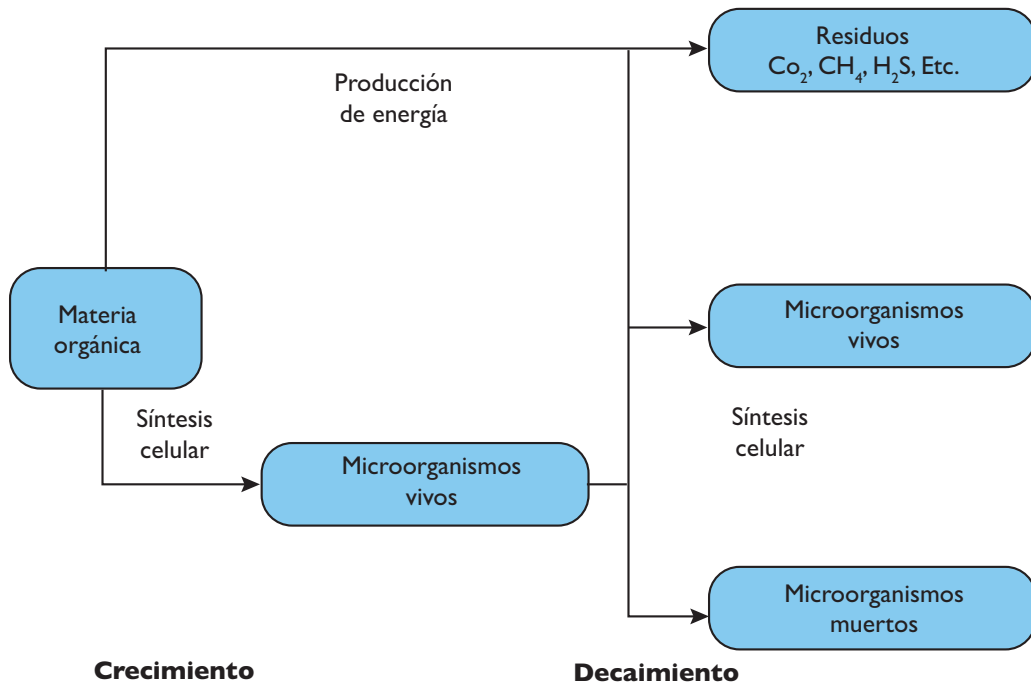 Residuos
Co₂, CH₄, H₂S, Etc.
Producción
de energía
Materia
orgánica
Microorganismos
vivos
Síntesis
celular
Síntesis
celular
Microorganismos
vivos
Microorganismos
muertos
Crecimiento
Decaimiento